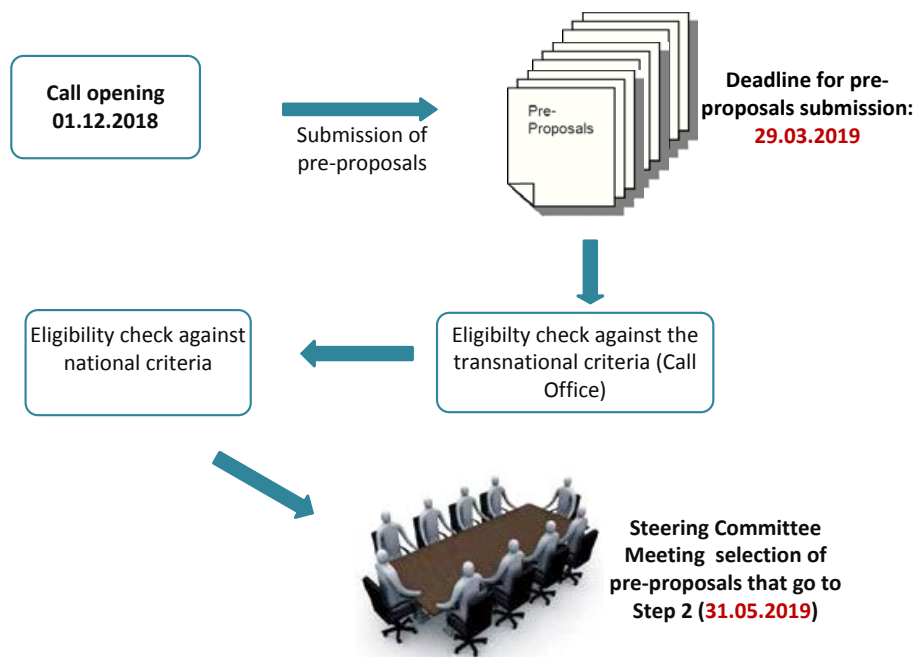 Call opening
01.12.2018
Submission of
pre-proposals
Pre-
Proposals
Deadline for pre-
proposals submission:
29.03.2019
Eligibility check against
national criteria
Eligibilty check against the
transnational criteria (Call
Office)
Steering Committee
Meeting selection of
pre-proposals that go to
Step 2 (31.05.2019)